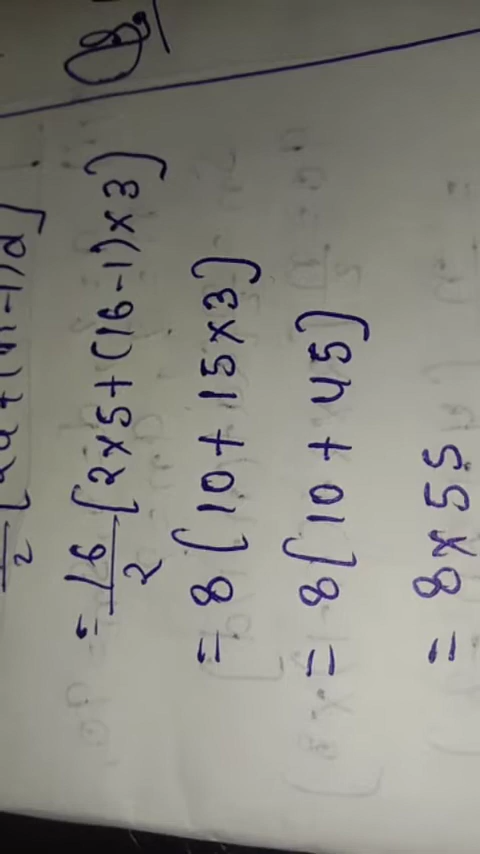 = 16/2 [2×5+(16-1)×3]
= 8[10+15×3]
= 8[10+45]
= 8×55